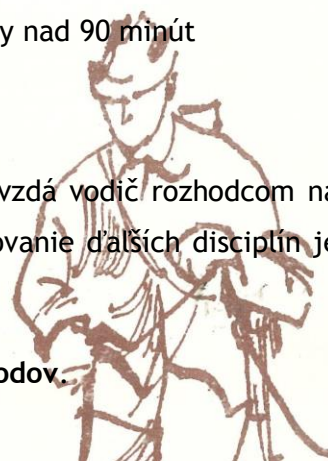 y nad 90 minút
vzdá vodič rozhodcom na
ovanie ďalších disciplín je
odov.